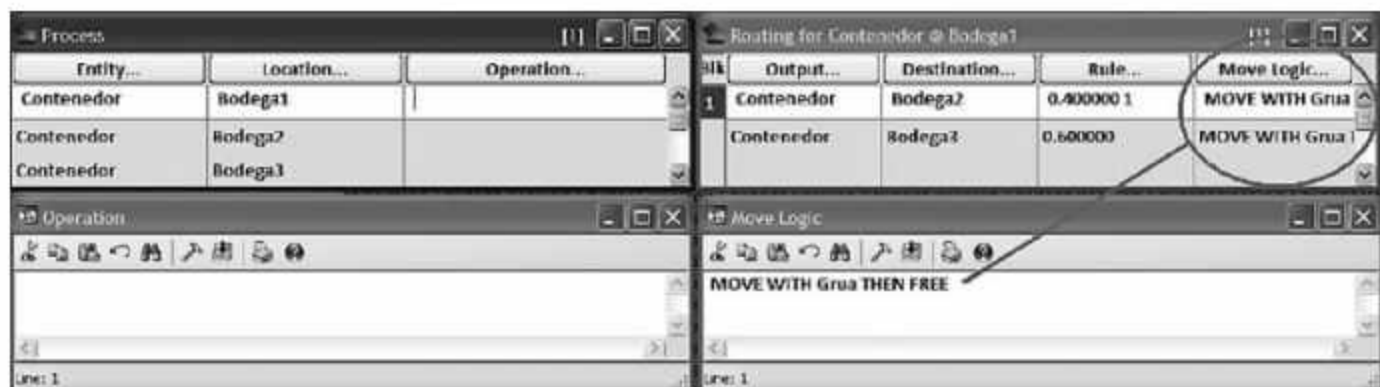 Process [1]
Entity... Location... Operation...
Contenedor Bodega1
Contenedor Bodega2
Contenedor Bodega3
Routing for Contenedor @ Bodega1
Blk Output... Destination... Rule... Move Logic...
1 Contenedor Bodega2 0.400000 1 MOVE WITH Grua
Contenedor Bodega3 0.600000 MOVE WITH Grua
Operation
Line: 1
Move Logic
MOVE WITH Grua THEN FREE
Line: 1